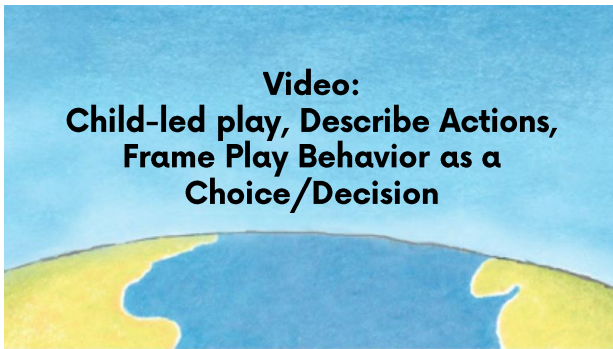 Video:
Child-led play, Describe Actions,
Frame Play Behavior as a
Choice/Decision